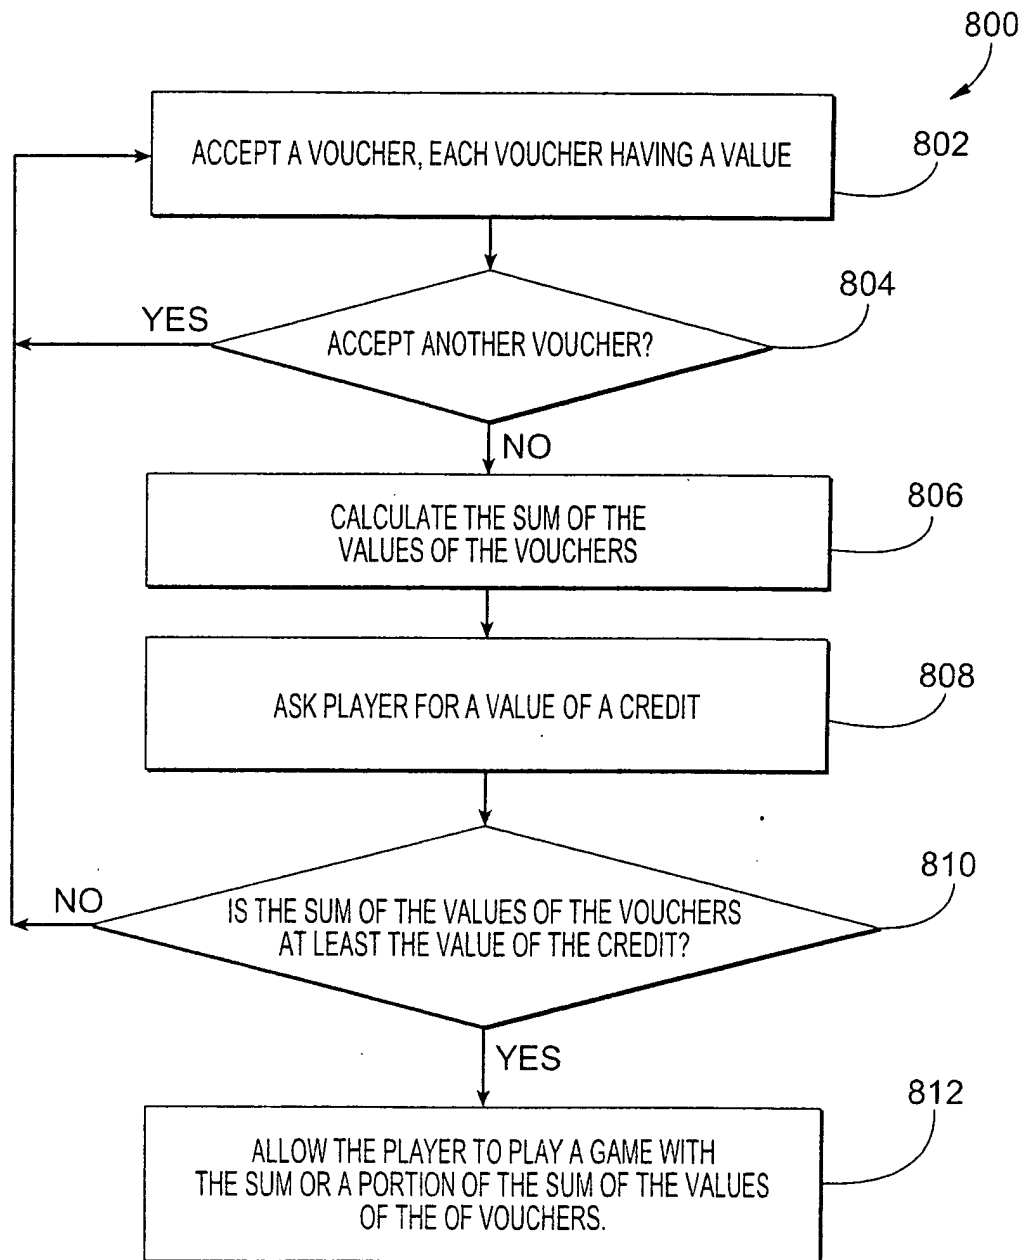 800
ACCEPT A VOUCHER, EACH VOUCHER HAVING A VALUE
802
804
YES
ACCEPT ANOTHER VOUCHER?
NO
806
CALCULATE THE SUM OF THE
VALUES OF THE VOUCHERS
808
ASK PLAYER FOR A VALUE OF A CREDIT
810
NO
IS THE SUM OF THE VALUES OF THE VOUCHERS
AT LEAST THE VALUE OF THE CREDIT?
YES
812
ALLOW THE PLAYER TO PLAY A GAME WITH
THE SUM OR A PORTION OF THE SUM OF THE VALUES
OF THE OF VOUCHERS.